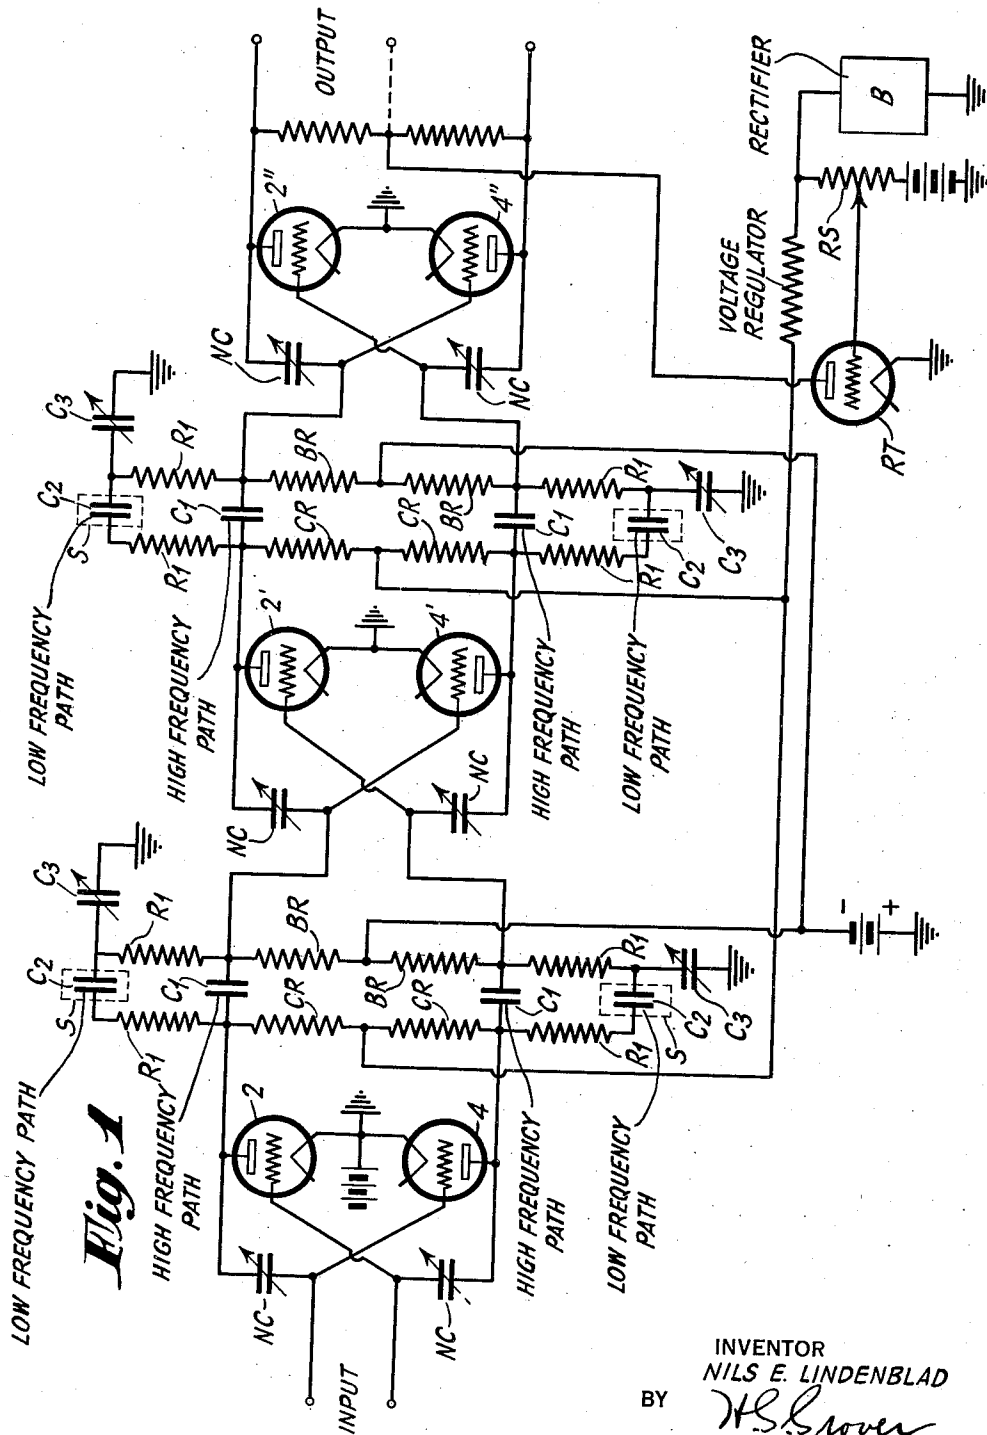 Fig. 1
INPUT
NC
NC
2
4
LOW FREQUENCY PATH
HIGH FREQUENCY
PATH
S
C2
C3
R1
R1
C1
CR
BR
BR
CR
C1
R1
R1
C2
S
C3
HIGH FREQUENCY
PATH
LOW FREQUENCY
PATH
- +
NC
NC
2'
4'
LOW FREQUENCY
PATH
HIGH FREQUENCY
PATH
S
C2
C3
R1
R1
C1
CR
BR
CR
BR
C1
R1
R1
C2
C3
HIGH FREQUENCY
PATH
LOW FREQUENCY
PATH
NC
NC
2"
4"
OUTPUT
VOLTAGE
REGULATOR
RECTIFIER
B
RS
RT
INVENTOR
NILS E. LINDENBLAD
BY H.S. Grover